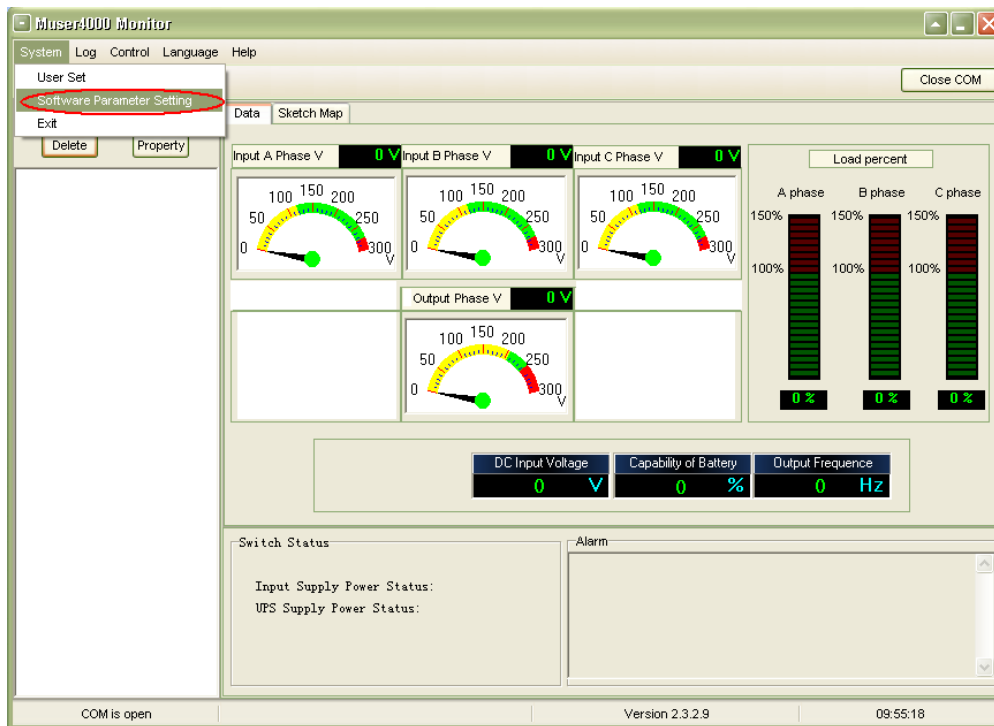 Muser4000 Monitor
System Log Control Language Help
User Set
Software Parameter Setting
Exit
Close COM
Delete Property
Data Sketch Map
Input A Phase V 0 V Input B Phase V 0 V Input C Phase V 0 V
0 50 100 150 200 250 300 V
0 50 100 150 200 250 300 V
0 50 100 150 200 250 300 V
Output Phase V 0 V
0 50 100 150 200 250 300 V
Load percent
A phase B phase C phase
150% 150% 150%
100% 100% 100%
0 % 0 % 0 %
DC Input Voltage Capability of Battery Output Frequence
0 V 0 % 0 Hz
Switch Status
Input Supply Power Status:
UPS Supply Power Status:
Alarm
COM is open Version 2.3.2.9 09:55:18